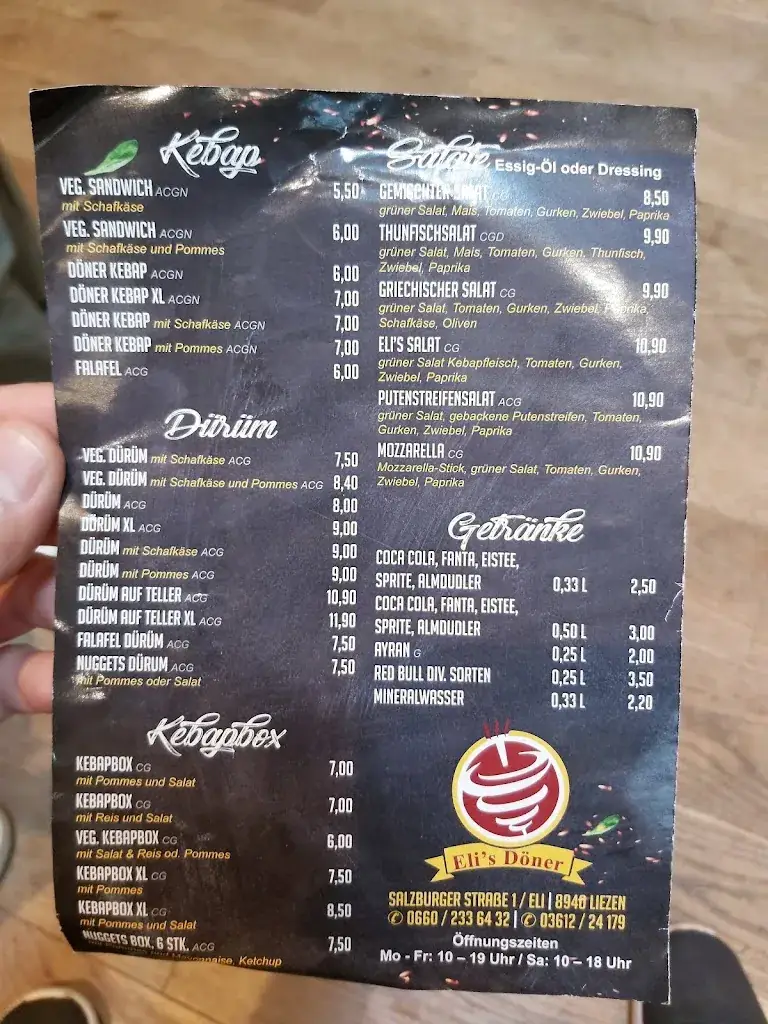 Kebap
VEG. SANDWICH ACGN 5,50
mit Schafkäse
VEG. SANDWICH ACGN 6,00
mit Schafkäse und Pommes
DÖNER KEBAP ACGN 6,00
DÖNER KEBAP XL ACGN 7,00
DÖNER KEBAP mit Schafkäse ACGN 7,00
DÖNER KEBAP mit Pommes ACGN 7,00
FALAFEL ACG 6,00
Dürüm
VEG. DÜRÜM mit Schafkäse ACG 7,50
VEG. DÜRÜM mit Schafkäse und Pommes ACG 8,40
DÜRÜM ACG 8,00
DÜRÜM XL ACG 9,00
DÜRÜM mit Schafkäse ACG 9,00
DÜRÜM mit Pommes ACG 9,00
DÜRÜM AUF TELLER ACG 10,90
DÜRÜM AUF TELLER XL ACG 11,90
FALAFEL DÜRÜM ACG 7,50
NUGGETS DÜRUM ACG 7,50
mit Pommes oder Salat
Kebapbox
KEBAPBOX CG 7,00
mit Pommes und Salat
KEBAPBOX CG 7,00
mit Reis und Salat
VEG. KEBAPBOX CG 6,00
mit Salat & Reis od. Pommes
KEBAPBOX XL CG 7,50
mit Pommes
KEBAPBOX XL CG 8,50
mit Pommes und Salat
NUGGETS BOX, 6 STK. ACG 7,50
Mayonnaise, Ketchup
Salate Essig-Öl oder Dressing
GEMISCHTER SALAT CG 8,50
grüner Salat, Mais, Tomaten, Gurken, Zwiebel, Paprika
THUNFISCHSALAT CGD 9,90
grüner Salat, Mais, Tomaten, Gurken, Thunfisch,
Zwiebel, Paprika
GRIECHISCHER SALAT CG 9,90
grüner Salat, Tomaten, Gurken, Zwiebel, Paprika,
Schafkäse, Oliven
ELI'S SALAT CG 10,90
grüner Salat Kebapfleisch, Tomaten, Gurken,
Zwiebel, Paprika
PUTENSTREIFENSALAT ACG 10,90
grüner Salat, gebackene Putenstreifen, Tomaten,
Gurken, Zwiebel, Paprika
MOZZARELLA CG 10,90
Mozzarella-Stick, grüner Salat, Tomaten, Gurken,
Zwiebel, Paprika
Getränke
COCA COLA, FANTA, EISTEE,
SPRITE, ALMDUDLER 0,33 L 2,50
COCA COLA, FANTA, EISTEE,
SPRITE, ALMDUDLER 0,50 L 3,00
AYRAN G 0,25 L 2,00
RED BULL DIV. SORTEN 0,25 L 3,50
MINERALWASSER 0,33 L 2,20
Eli's Döner
SALZBURGER STRAßE 1 / ELI | 8940 LIEZEN
✆ 0660 / 233 64 32 | ✆ 03612 / 24 179
Öffnungszeiten
Mo - Fr: 10 – 19 Uhr / Sa: 10 – 18 Uhr